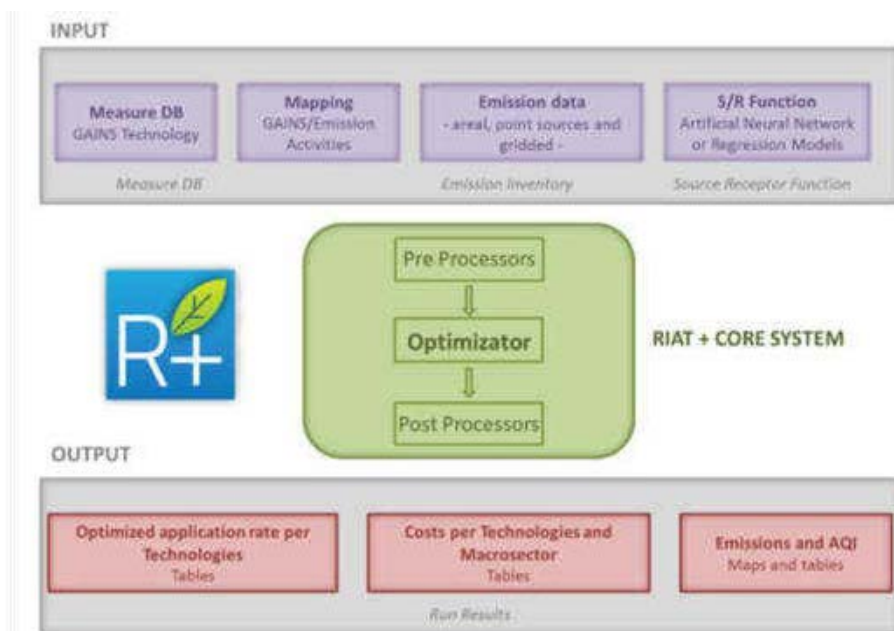 INPUT
Measure DB
GAINS Technology
Mapping
GAINS/Emission
Activities
Emission data
- areal, point sources and
gridded -
S/R Function
Artificial Neural Network
or Regression Models
Measure DB
Emission Inventory
Source Receptor Function
R+
Pre Processors
Optimizator
Post Processors
RIAT + CORE SYSTEM
OUTPUT
Optimized application rate per
Technologies
Tables
Costs per Technologies and
Macrosector
Tables
Emissions and AQI
Maps and tables
Run Results